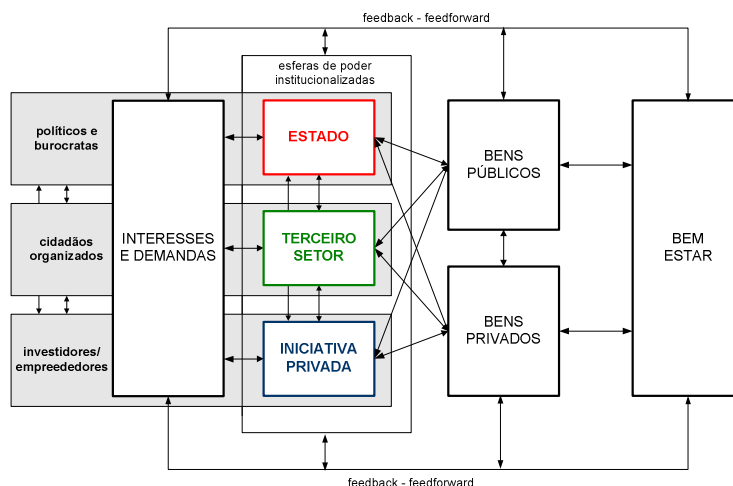 feedback - feedforward
esferas de poder
institucionalizadas
políticos e
burocratas
ESTADO
BENS
PÚBLICOS
cidadãos
organizados
INTERESSES
E DEMANDAS
TERCEIRO
SETOR
BEM
ESTAR
investidores/
empreededores
INICIATIVA
PRIVADA
BENS
PRIVADOS
feedback - feedforward